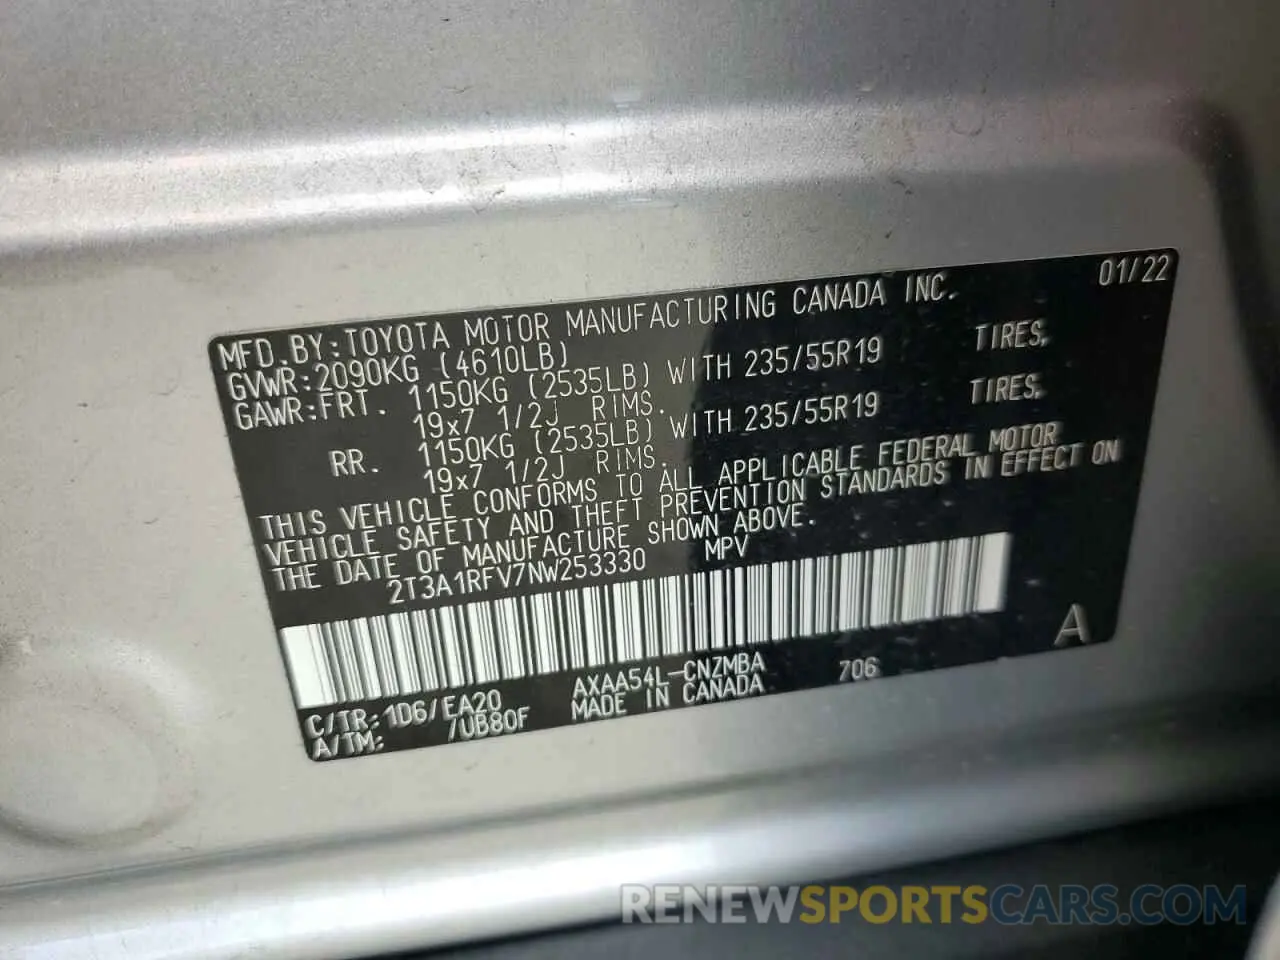 01/22
MFD.BY:TOYOTA MOTOR MANUFACTURING CANADA INC.
GVWR:2090KG (4610LB)
GAWR:FRT. 1150KG (2535LB) WITH 235/55R19 TIRES,
19x7 1/2J RIMS.
RR. 1150KG (2535LB) WITH 235/55R19 TIRES,
19x7 1/2J RIMS.
THIS VEHICLE CONFORMS TO ALL APPLICABLE FEDERAL MOTOR
VEHICLE SAFETY AND THEFT PREVENTION STANDARDS IN EFFECT ON
THE DATE OF MANUFACTURE SHOWN ABOVE.
2T3A1RFV7NW253330 MPV
A
C/TR:1D6/EA20 AXAA54L-CNZMBA 706
A/TM: /UB80F MADE IN CANADA
RENEWSPORTSCARS.COM